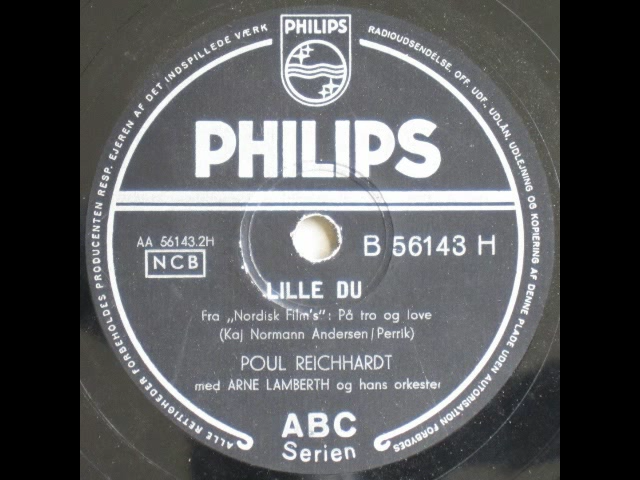 PHILIPS
ALLE RETTIGHEDER FORBEHOLDES PRODUCENTEN RESP. EJEREN AF DET INDSPILLEDE VÆRK
RADIOUDSENDELSE, OFF. UDF., UDLÅN, UDLEJNING OG KOPIERING AF DENNE PLADE UDEN AUTORISATION FORBYDES
PHILIPS
AA 56143.2H
NCB
B 56143 H
LILLE DU
Fra „Nordisk Film's": På tro og love
(Kaj Normann Andersen/Perrik)
POUL REICHHARDT
med ARNE LAMBERTH og hans orkester
ABC
Serien